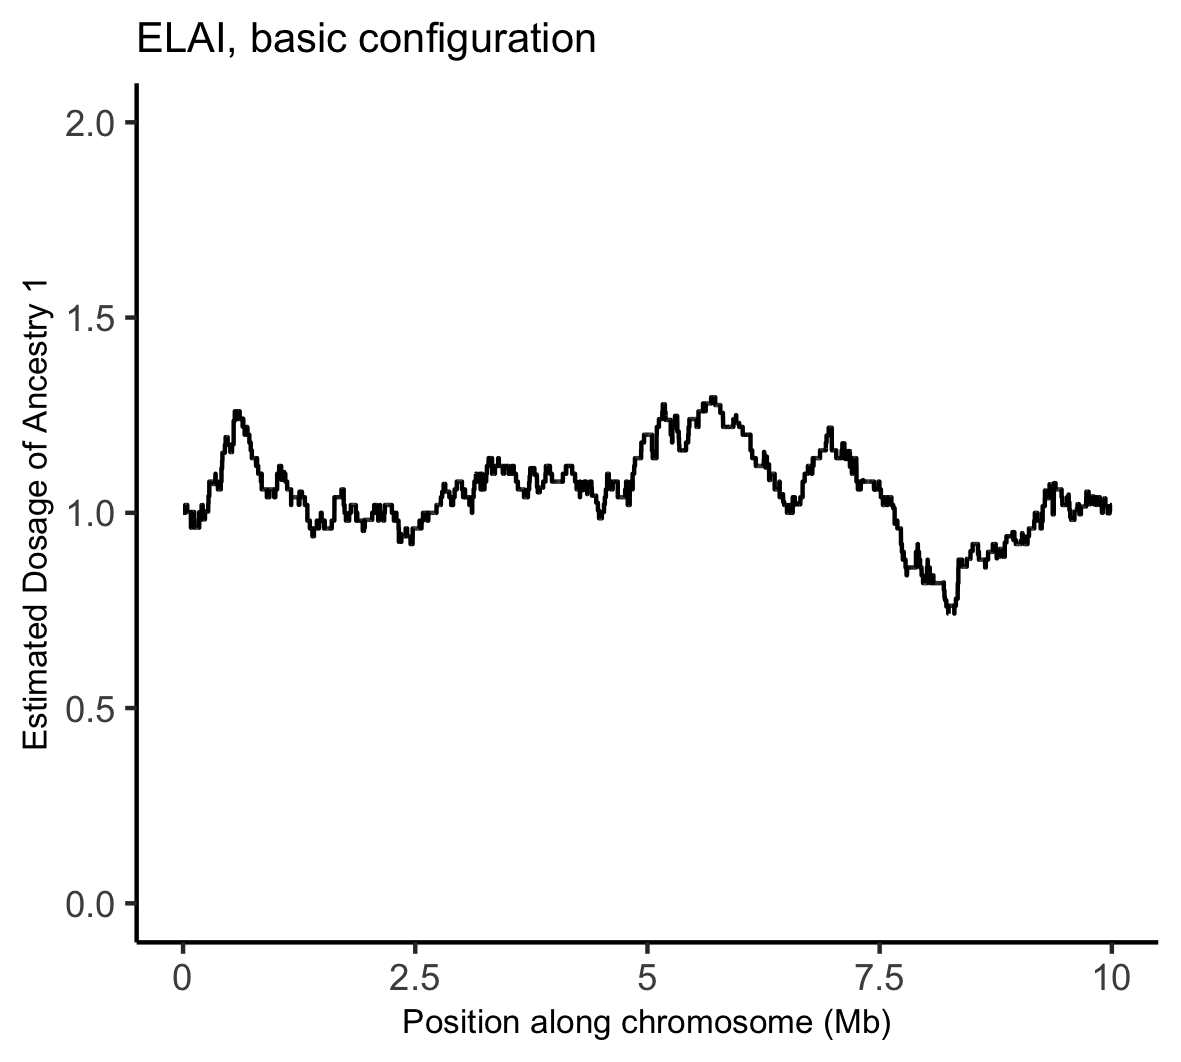 ELAI, basic configuration
2.0
1.5
1.0
0.5
0.0
Estimated Dosage of Ancestry 1
0 2.5 5 7.5 10
Position along chromosome (Mb)